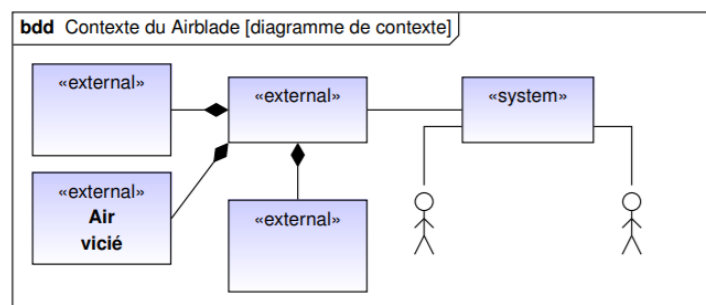 bdd Contexte du Airblade [diagramme de contexte]
«external»
«external»
«system»
«external»
Air
vicié
«external»